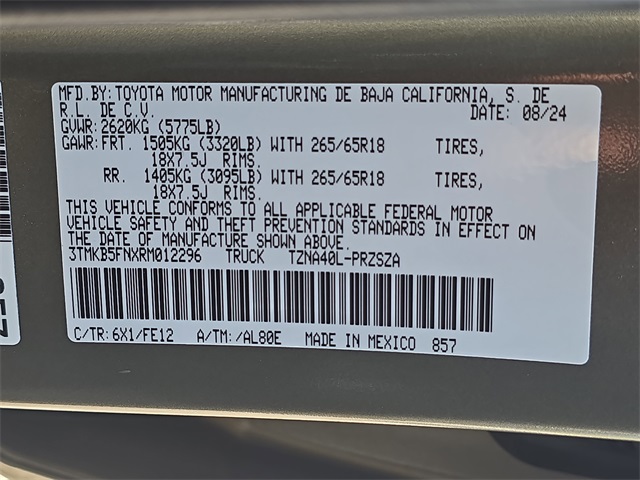 MFD.BY: TOYOTA MOTOR MANUFACTURING DE BAJA CALIFORNIA, S. DE
R.L. DE C.V. DATE: 08/24
GVWR: 2620KG (5775LB)
GAWR: FRT. 1505KG (3320LB) WITH 265/65R18 TIRES,
18X7.5J RIMS.
RR. 1405KG (3095LB) WITH 265/65R18 TIRES,
18X7.5J RIMS.
THIS VEHICLE CONFORMS TO ALL APPLICABLE FEDERAL MOTOR
VEHICLE SAFETY AND THEFT PREVENTION STANDARDS IN EFFECT
ON THE DATE OF MANUFACTURE SHOWN ABOVE.
3TMKB5FNXRM012296 TRUCK TZNA40L-PRZSZA
C/TR: 6X1/FE12 A/TM: /AL80E MADE IN MEXICO 857